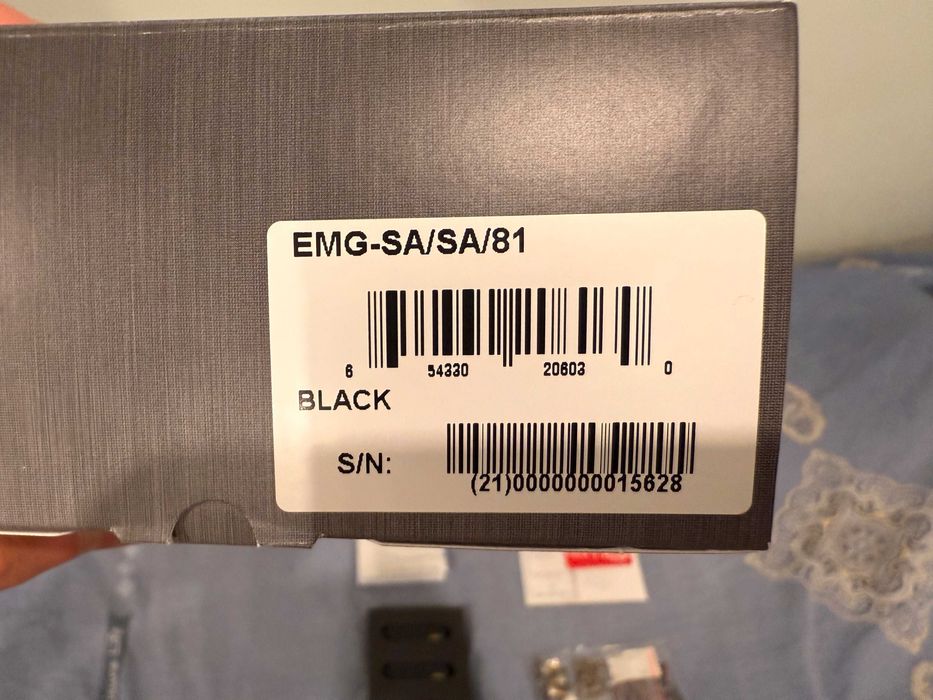 EMG-SA/SA/81
6 54330 20603 0
BLACK
S/N:
(21)0000000015628